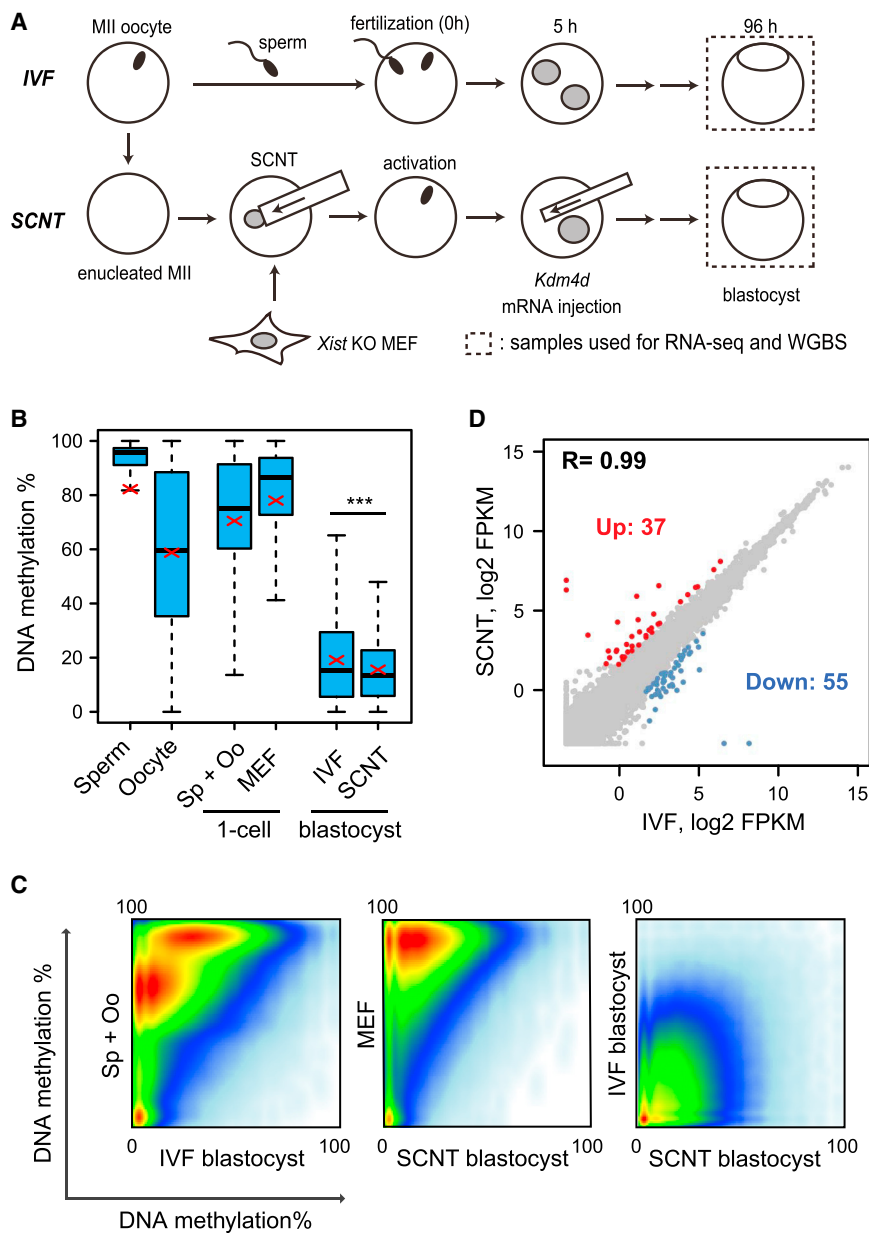 A
MII oocyte
sperm
fertilization (0h)
5 h
96 h
IVF
SCNT
activation
SCNT
enucleated MII
Kdm4d
mRNA injection
blastocyst
Xist KO MEF
: samples used for RNA-seq and WGBS
B
DNA methylation %
100
80
60
40
20
0
***
Sperm
Oocyte
Sp + Oo
MEF
IVF
SCNT
1-cell
blastocyst
D
SCNT, log2 FPKM
15
10
5
0
R= 0.99
Up: 37
Down: 55
0
5
10
15
IVF, log2 FPKM
C
DNA methylation %
100
Sp + Oo
0
100
IVF blastocyst
100
MEF
0
100
SCNT blastocyst
100
IVF blastocyst
0
100
SCNT blastocyst
DNA methylation%